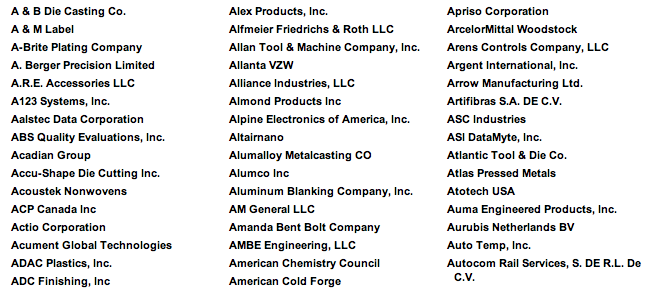 A & B Die Casting Co.
A & M Label
A-Brite Plating Company
A. Berger Precision Limited
A.R.E. Accessories LLC
A123 Systems, Inc.
Aalstec Data Corporation
ABS Quality Evaluations, Inc.
Acadian Group
Accu-Shape Die Cutting Inc.
Acoustek Nonwovens
ACP Canada Inc
Actio Corporation
Acument Global Technologies
ADAC Plastics, Inc.
ADC Finishing, Inc
Alex Products, Inc.
Alfmeier Friedrichs & Roth LLC
Allan Tool & Machine Company, Inc.
Allanta VZW
Alliance Industries, LLC
Almond Products Inc
Alpine Electronics of America, Inc.
Altairnano
Alumalloy Metalcasting CO
Alumco Inc
Aluminum Blanking Company, Inc.
AM General LLC
Amanda Bent Bolt Company
AMBE Engineering, LLC
American Chemistry Council
American Cold Forge
Apriso Corporation
ArcelorMittal Woodstock
Arens Controls Company, LLC
Argent International, Inc.
Arrow Manufacturing Ltd.
Artifibras S.A. DE C.V.
ASC Industries
ASI DataMyte, Inc.
Atlantic Tool & Die Co.
Atlas Pressed Metals
Atotech USA
Auma Engineered Products, Inc.
Aurubis Netherlands BV
Auto Temp, Inc.
Autocom Rail Services, S. DE R.L. De
C.V.